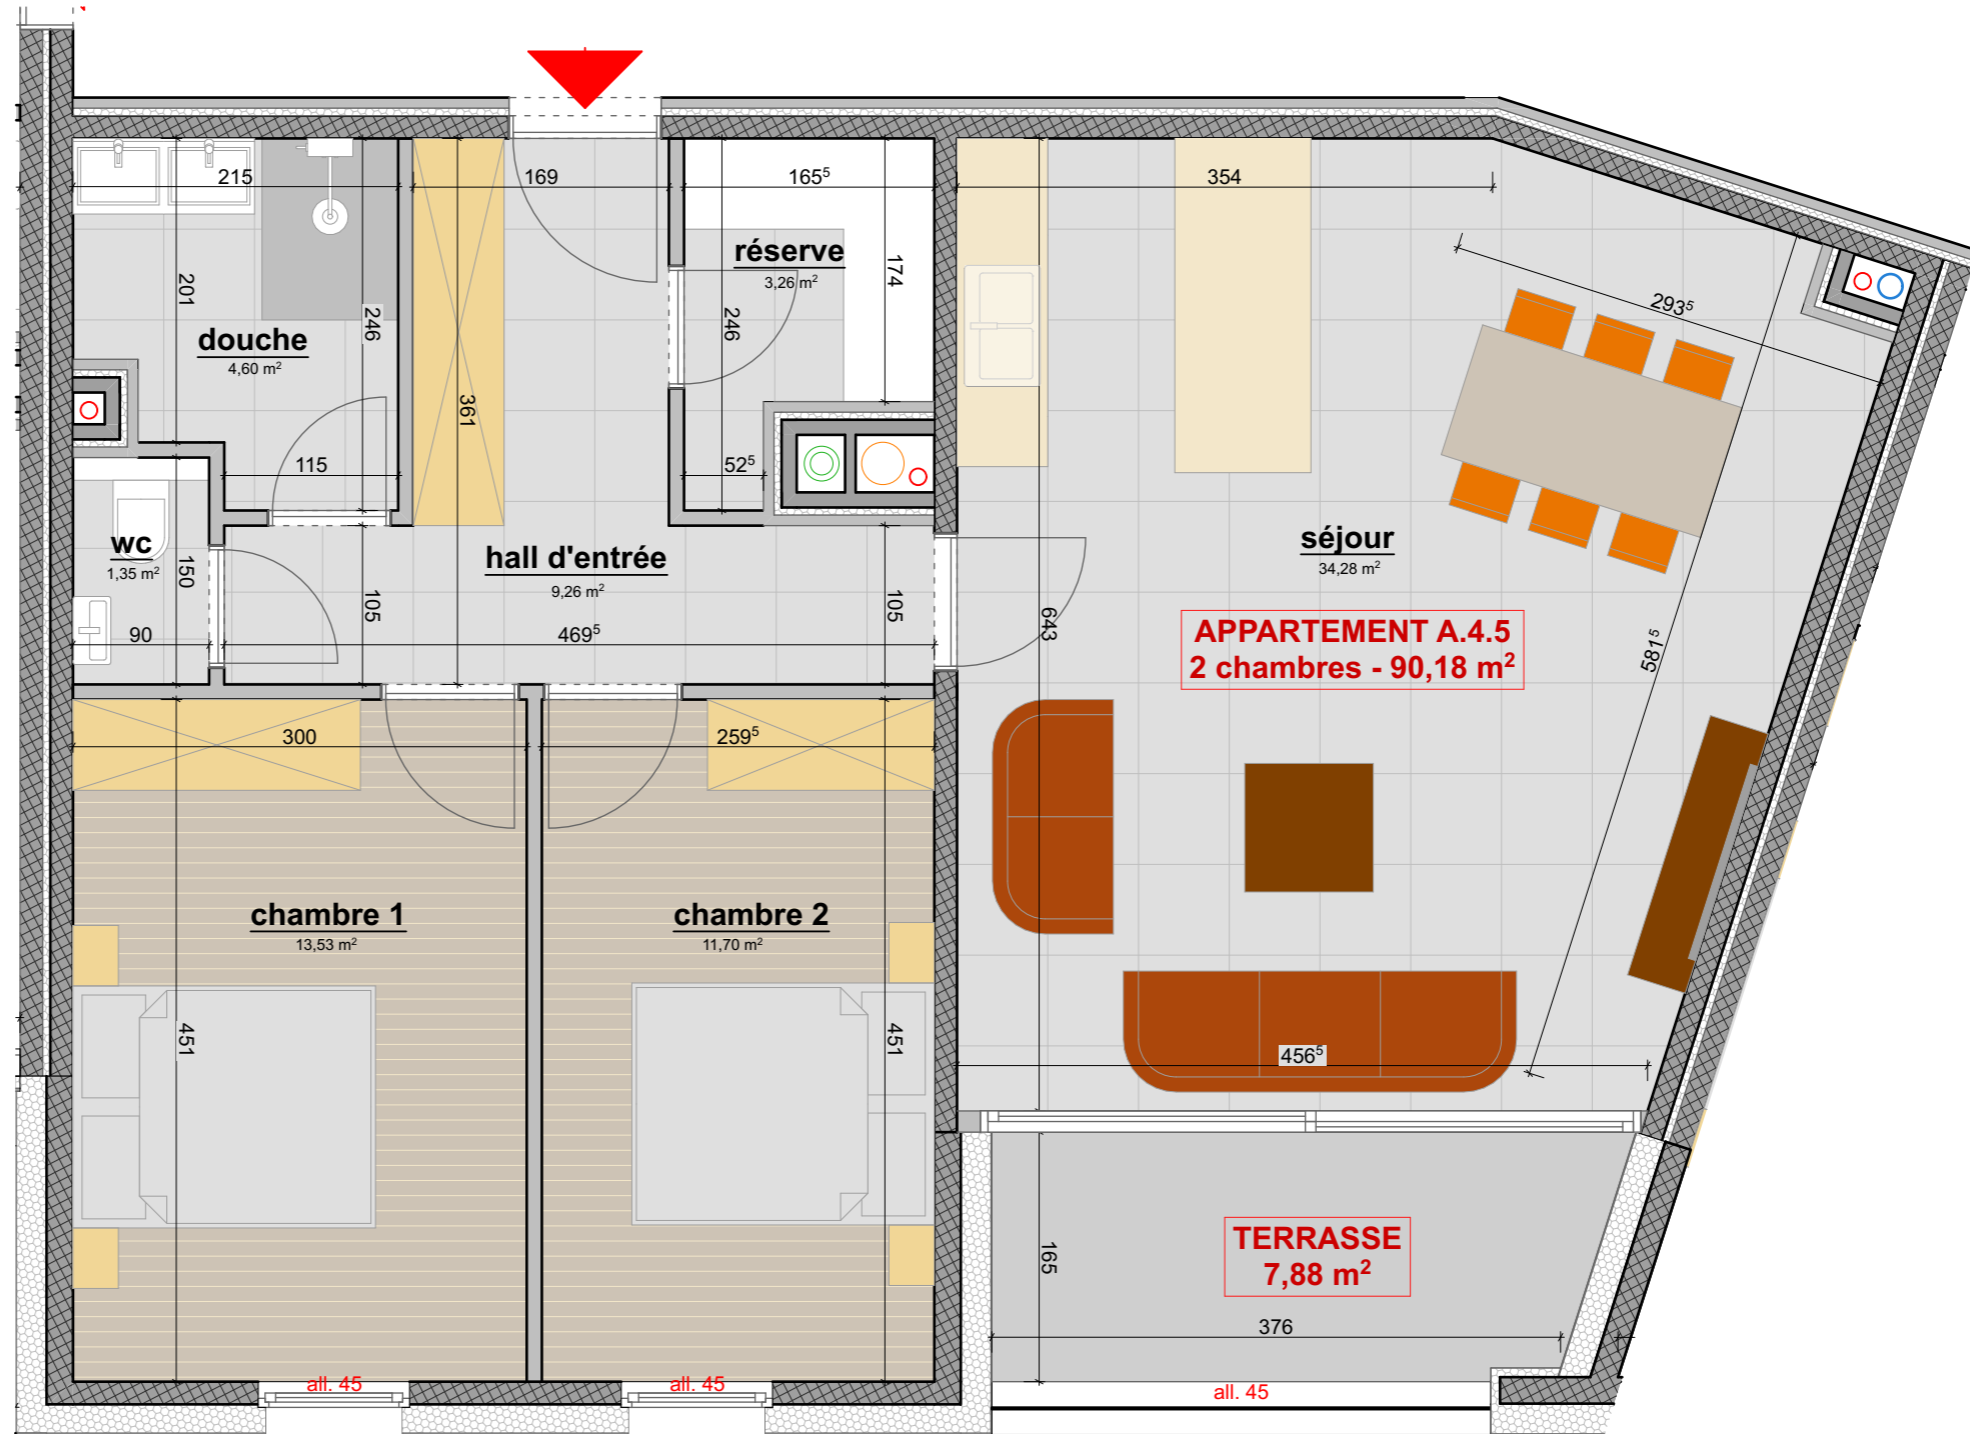 215
169
165⁵
354
réserve
3,26 m²
174
201
246
246
293⁵
douche
4,60 m²
361
115
52⁵
wc
1,35 m²
150
hall d'entrée
9,26 m²
séjour
34,28 m²
105
105
643
90
469⁵
APPARTEMENT A.4.5
2 chambres - 90,18 m²
581⁵
300
259⁵
chambre 1
13,53 m²
chambre 2
11,70 m²
451
451
456⁵
165
TERRASSE
7,88 m²
376
all. 45
all. 45
all. 45